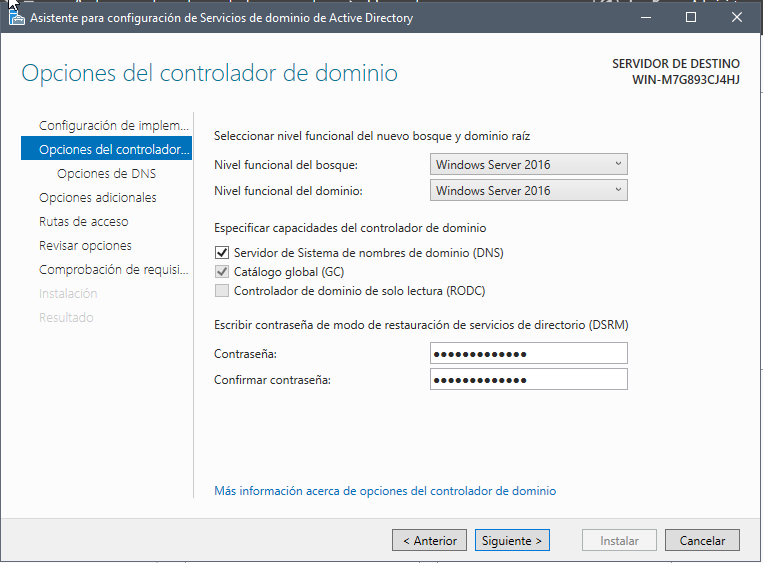 Asistente para configuración de Servicios de dominio de Active Directory
Opciones del controlador de dominio
SERVIDOR DE DESTINO
WIN-M7G893CJ4HJ
Configuración de implem...
Opciones del controlador...
Opciones de DNS
Opciones adicionales
Rutas de acceso
Revisar opciones
Comprobación de requisi...
Instalación
Resultado
Seleccionar nivel funcional del nuevo bosque y dominio raíz
Nivel funcional del bosque: Windows Server 2016
Nivel funcional del dominio: Windows Server 2016
Especificar capacidades del controlador de dominio
Servidor de Sistema de nombres de dominio (DNS)
Catálogo global (GC)
Controlador de dominio de solo lectura (RODC)
Escribir contraseña de modo de restauración de servicios de directorio (DSRM)
Contraseña: ●●●●●●●●●●●●●
Confirmar contraseña: ●●●●●●●●●●●●●
Más información acerca de opciones del controlador de dominio
< Anterior Siguiente > Instalar Cancelar